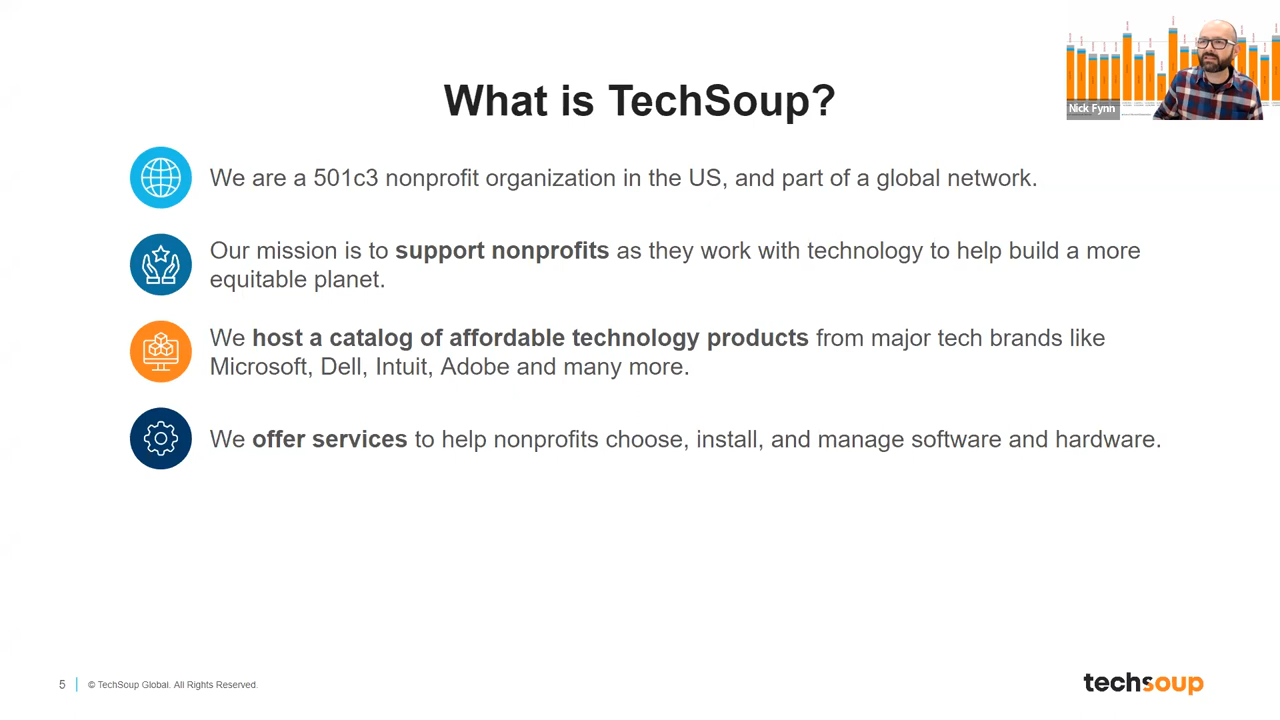 What is TechSoup?
Nick Fynn
We are a 501c3 nonprofit organization in the US, and part of a global network.
Our mission is to support nonprofits as they work with technology to help build a more
equitable planet.
We host a catalog of affordable technology products from major tech brands like
Microsoft, Dell, Intuit, Adobe and many more.
We offer services to help nonprofits choose, install, and manage software and hardware.
5
© TechSoup Global. All Rights Reserved.
techsoup